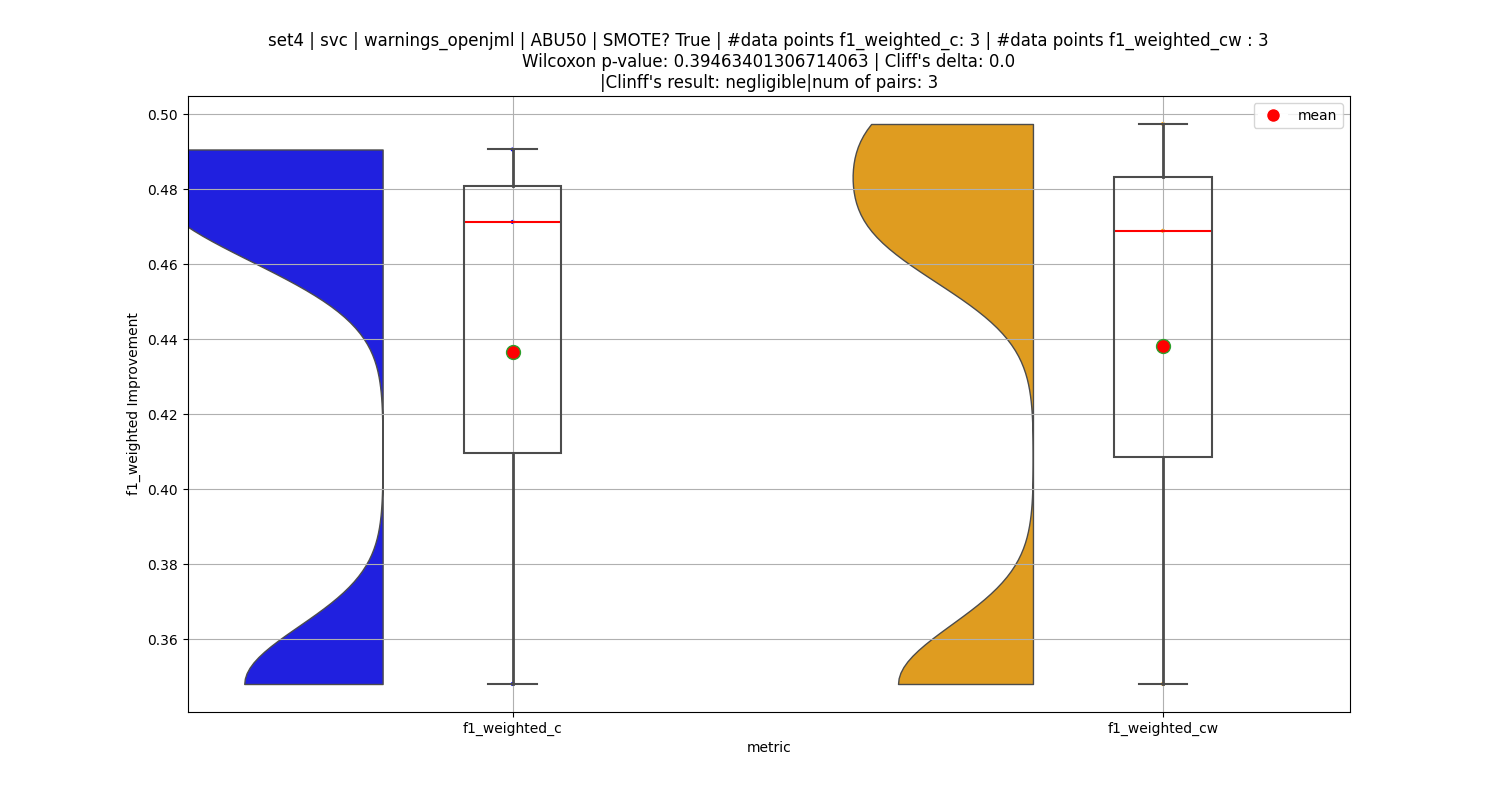 set4 | svc | warnings_openjml | ABU50 | SMOTE? True | #data points f1_weighted_c: 3 | #data points f1_weighted_cw : 3
Wilcoxon p-value: 0.39463401306714063 | Cliff's delta: 0.0
|Clinff's result: negligible|num of pairs: 3
mean
0.50
0.48
0.46
0.44
0.42
0.40
0.38
0.36
f1_weighted Improvement
f1_weighted_c
f1_weighted_cw
metric